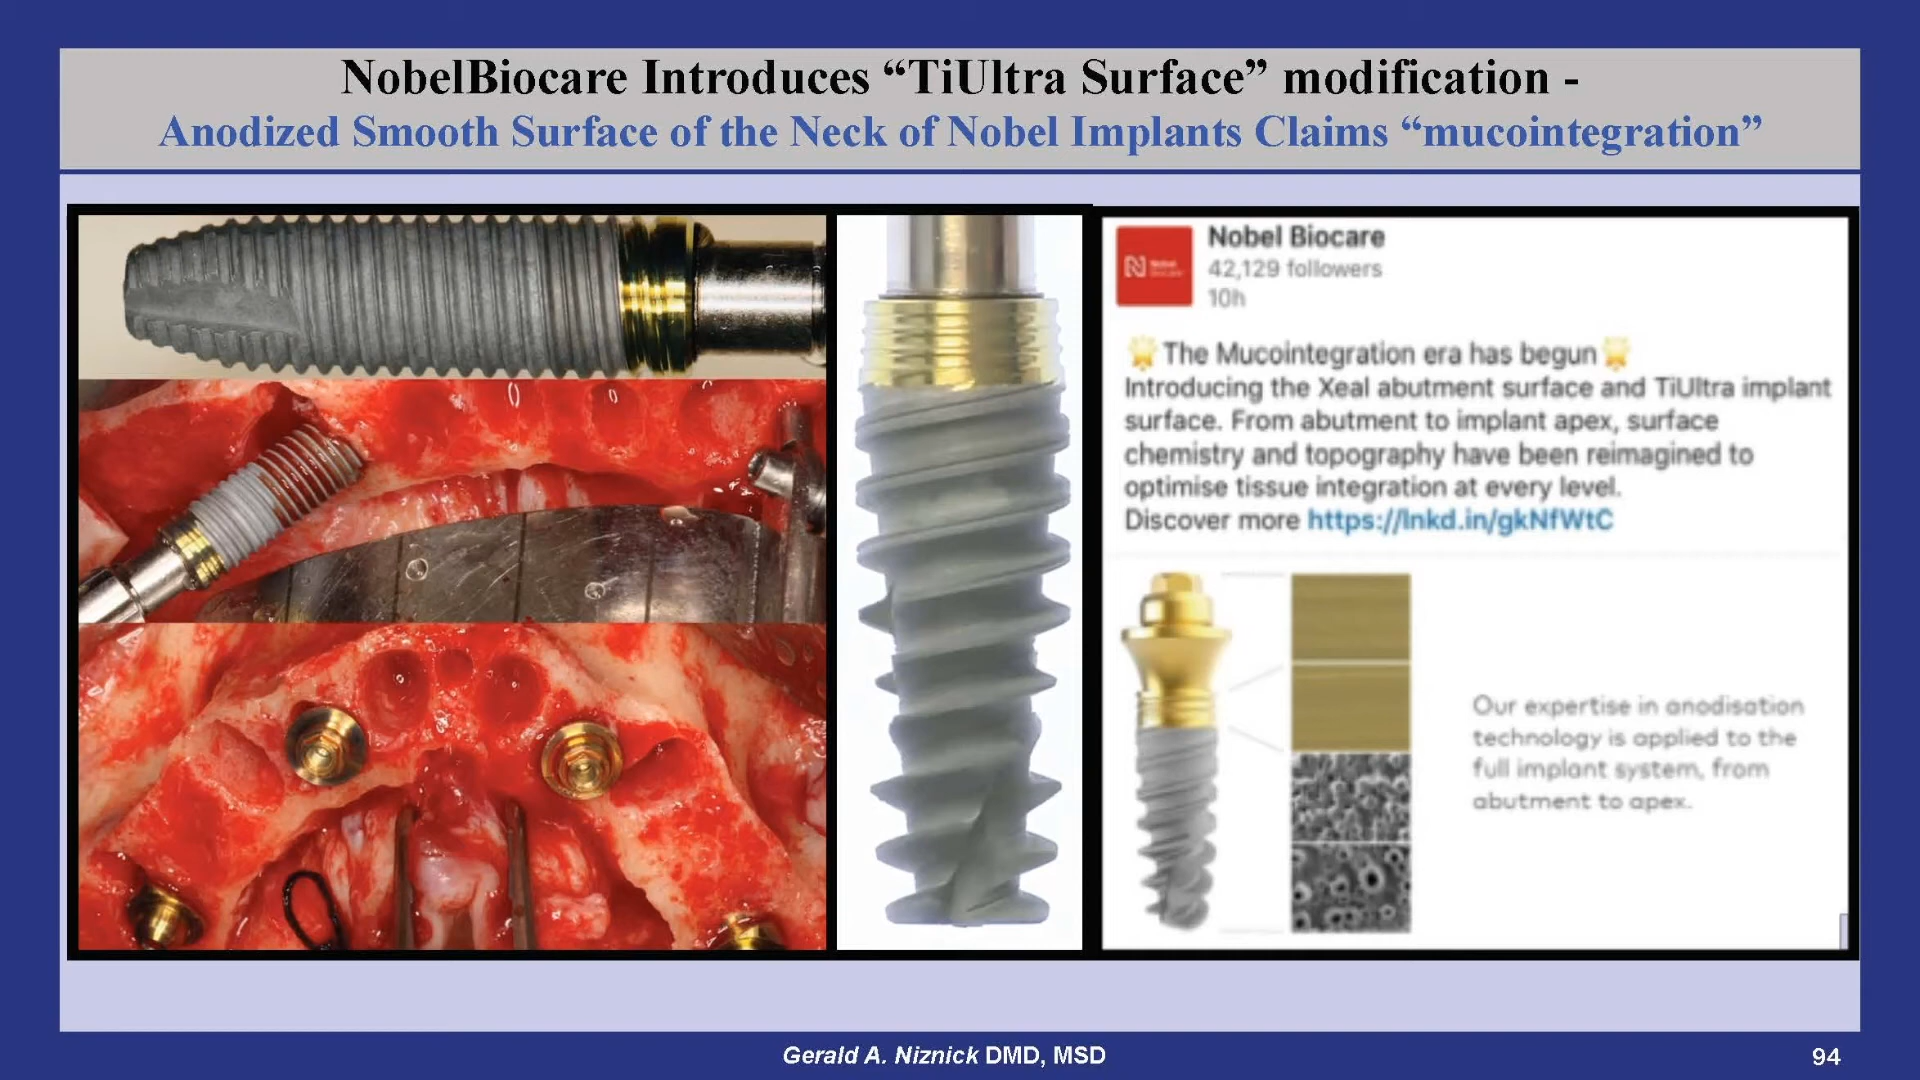 NobelBiocare Introduces “TiUltra Surface” modification -
Anodized Smooth Surface of the Neck of Nobel Implants Claims “mucointegration”
Nobel Biocare
42,129 followers
10h
The Mucointegration era has begun
Introducing the Xeal abutment surface and TiUltra implant
surface. From abutment to implant apex, surface
chemistry and topography have been reimagined to
optimise tissue integration at every level.
Discover more https://lnkd.in/gkNfWtC
Our expertise in anodisation
technology is applied to the
full implant system, from
abutment to apex.
Gerald A. Niznick DMD, MSD
94